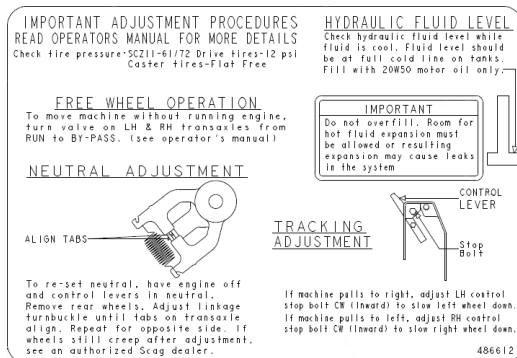 IMPORTANT ADJUSTMENT PROCEDURES
READ OPERATORS MANUAL FOR MORE DETAILS
Check tire pressure-SCZII-61/72 Drive tires-12 psi
Caster tires-Flat Free
FREE WHEEL OPERATION
To move machine without running engine,
turn valve on LH & RH transaxles from
RUN to BY-PASS. (see operator's manual)
NEUTRAL ADJUSTMENT
ALIGN TABS
To re-set neutral, have engine off
and control levers in neutral.
Remove rear wheels. Adjust linkage
turnbuckle until tabs on transaxle
align. Repeat for opposite side. If
wheels still creep after adjustment,
see an authorized Scag dealer.
HYDRAULIC FLUID LEVEL
Check hydraulic fluid level while
fluid is cool. Fluid level should
be at full cold line on tanks.
Fill with 20W50 motor oil only.
IMPORTANT
Do not overfill. Room for
hot fluid expansion must
be allowed or resulting
expansion may cause leaks
in the system
TRACKING
ADJUSTMENT
CONTROL
LEVER
Stop
Bolt
If machine pulls to right, adjust LH control
stop bolt CW (Inward) to slow left wheel down.
If machine pulls to left, adjust RH control
stop bolt CW (Inward) to slow right wheel down.
486612